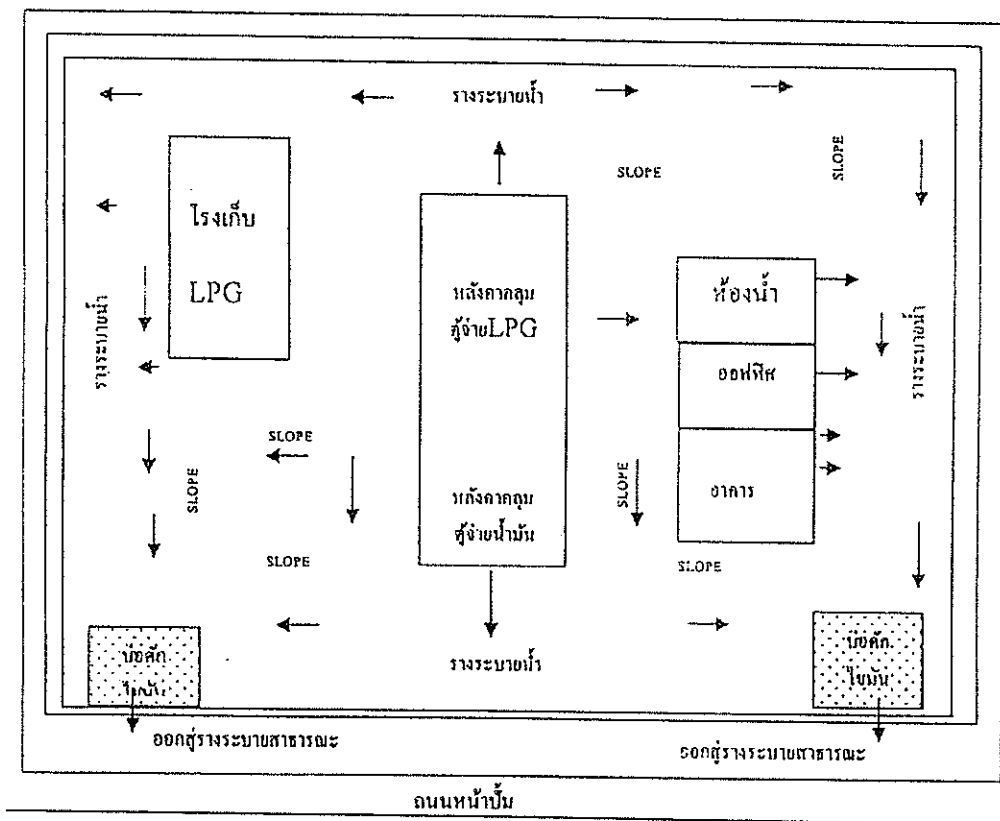 รางระบายน้ำ
SLOPE
SLOPE
โรงเก็บ
LPG
หลังคาคลุม
ตู้จ่ายLPG
ห้องน้ำ
รางระบายน้ำ
รางระบายน้ำ
ออฟฟิศ
SLOPE
SLOPE
SLOPE
อาคาร
หลังคาคลุม
ตู้จ่ายน้ำมัน
SLOPE
SLOPE
บ่อดัก
ไขมัน
รางระบายน้ำ
บ่อดัก
ไขมัน
ออกสู่รางระบายสาธารณะ
ออกสู่รางระบายสาธารณะ
ถนนหน้าปั้ม